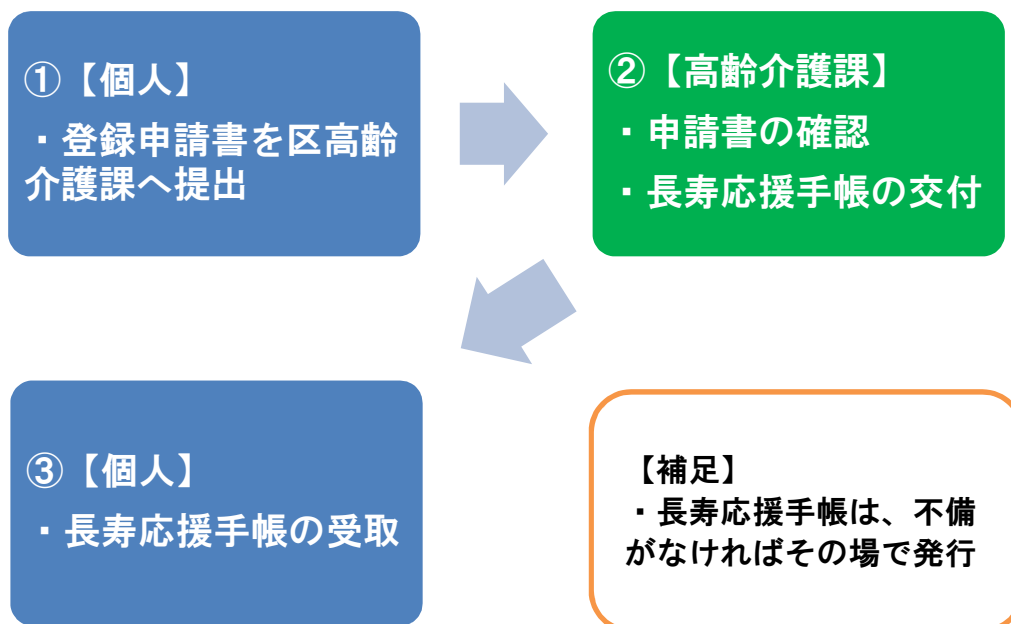 ①【個人】
・登録申請書を区高齢
介護課へ提出
②【高齢介護課】
・申請書の確認
・長寿応援手帳の交付
③【個人】
・長寿応援手帳の受取
【補足】
・長寿応援手帳は、不備
がなければその場で発行